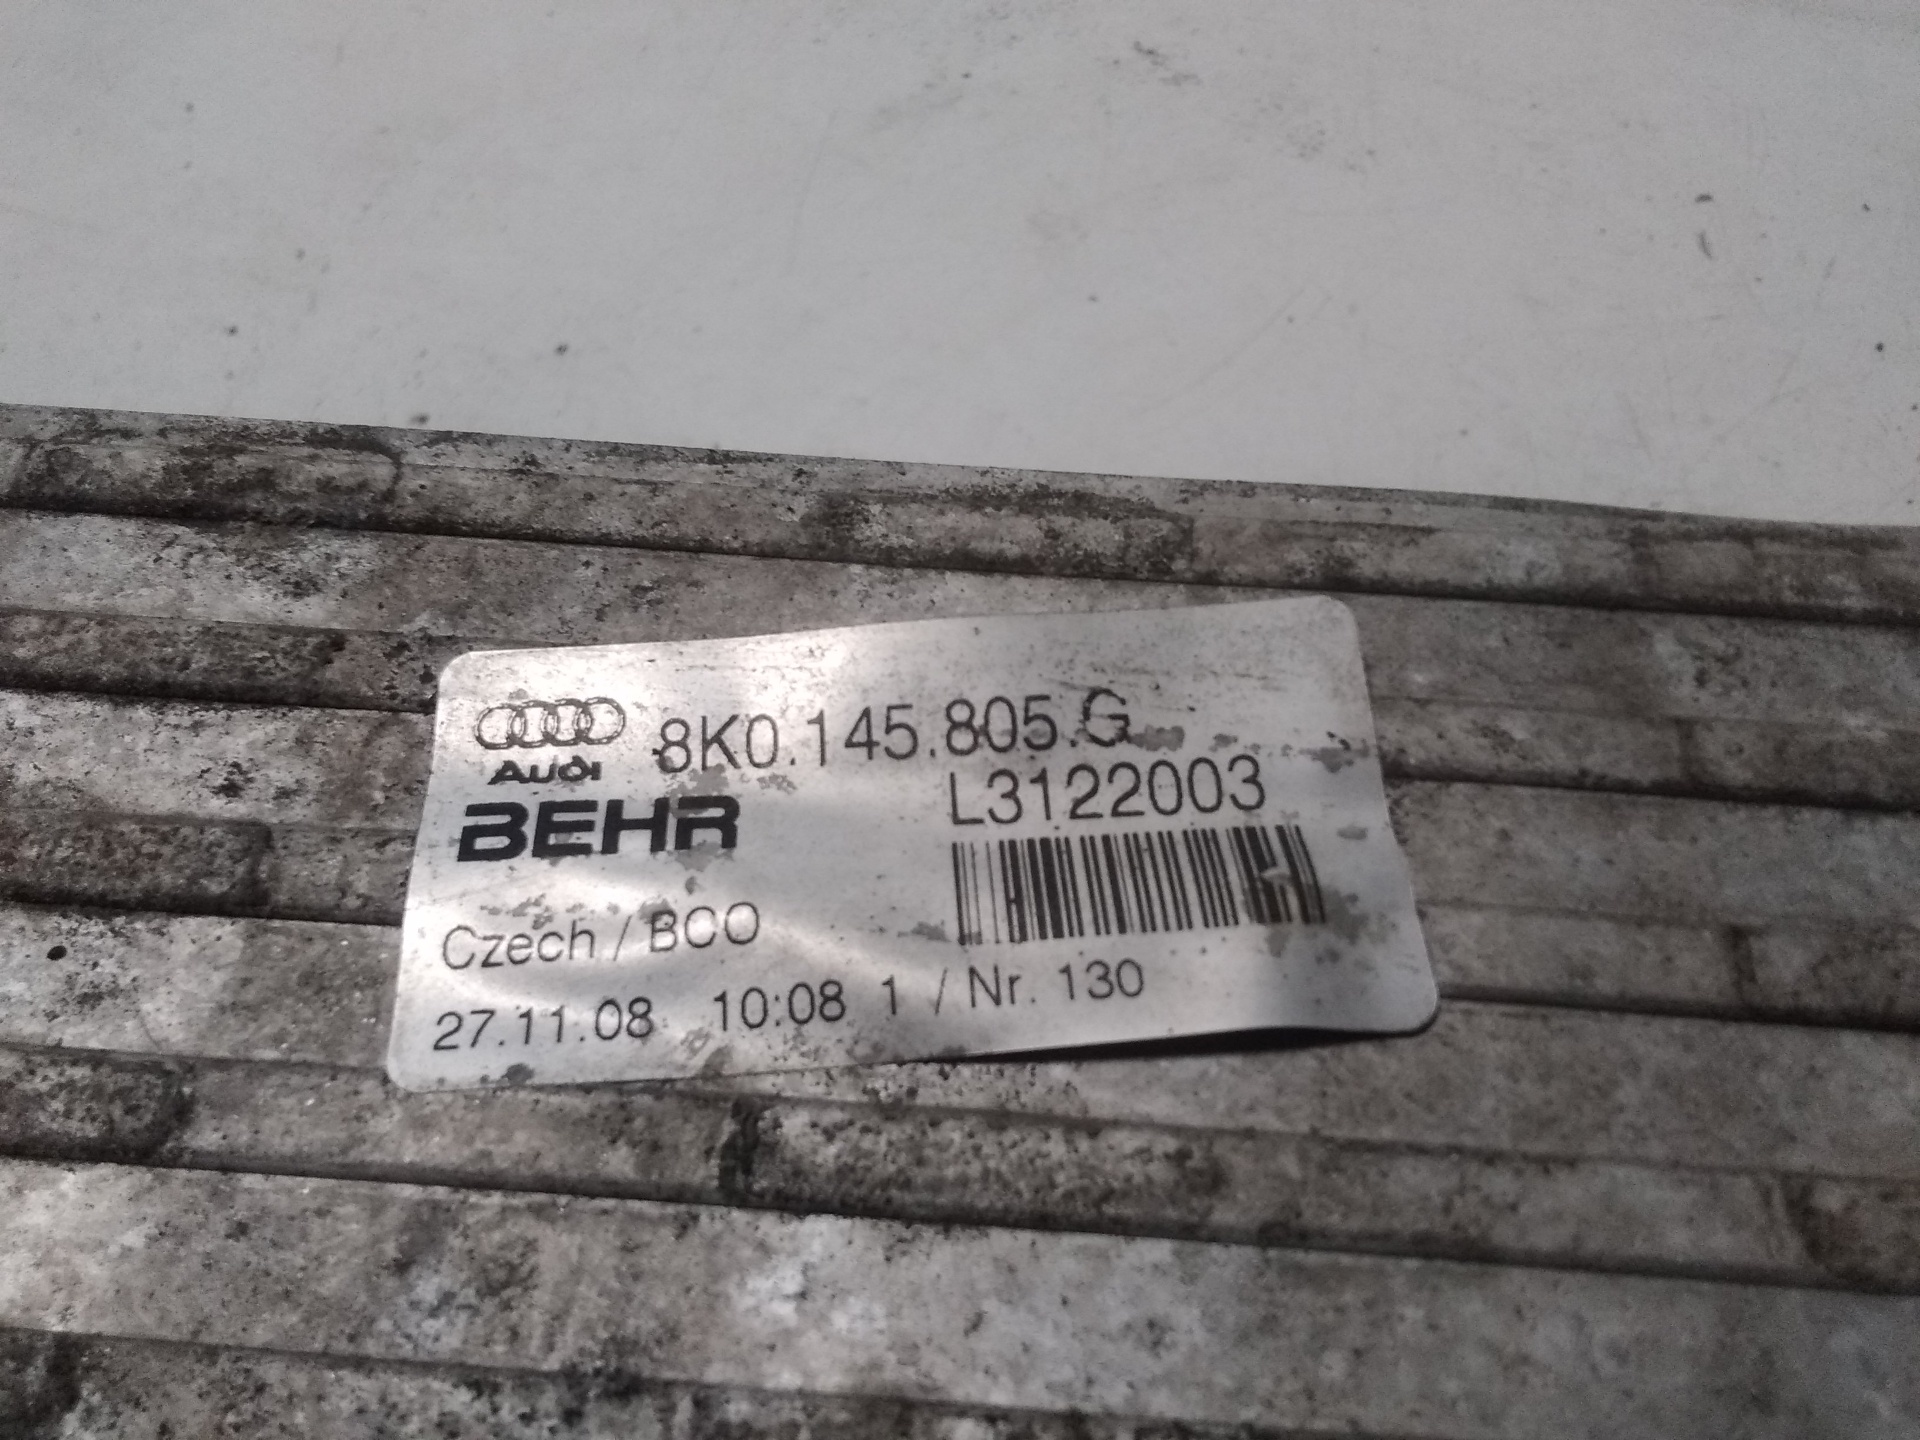 8K0.145.805.G
Audi
L3122003
BEHR
Czech / BCO
27.11.08 10:08 1 / Nr. 130